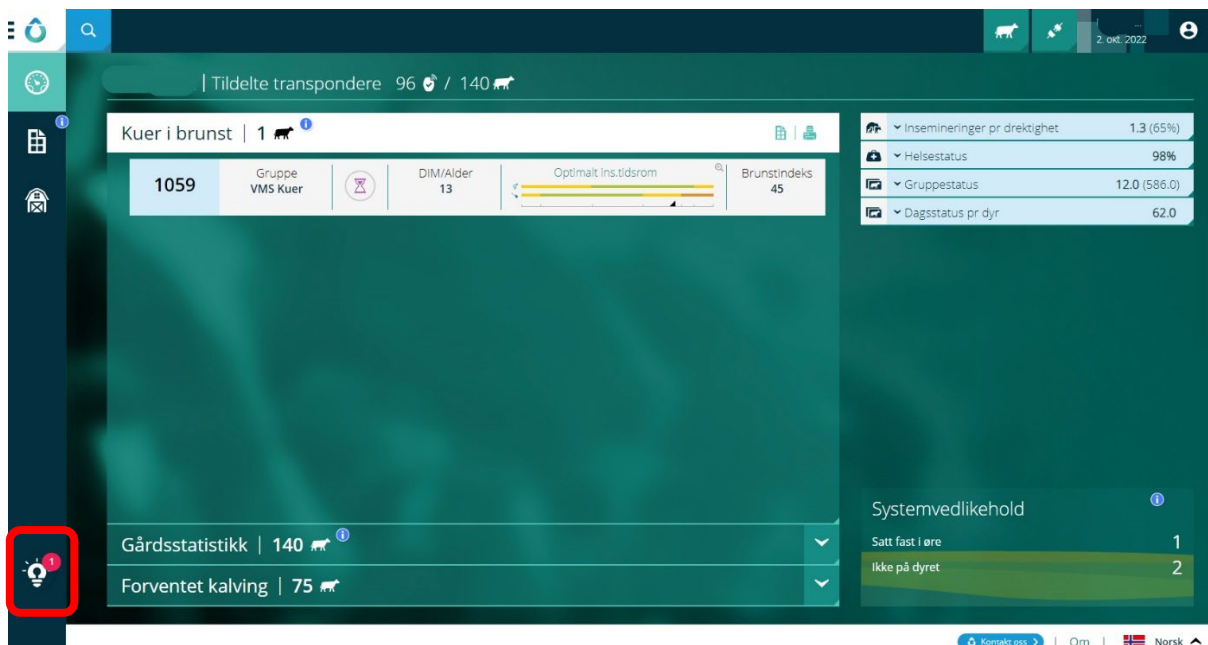 2. okt. 2022
| Tildelte transpondere 96 / 140
Kuer i brunst | 1
1059
Gruppe
VMS Kuer
DIM/Alder
13
Optimalt ins.tidsrom
Brunstindeks
45
Insemineringer pr drektighet 1.3 (65%)
Helsestatus 98%
Gruppestatus 12.0 (586.0)
Dagsstatus pr dyr 62.0
Gårdsstatistikk | 140
Forventet kalving | 75
Systemvedlikehold
Satt fast i øre 1
Ikke på dyret 2
1
Kontakt oss | Om | Norsk